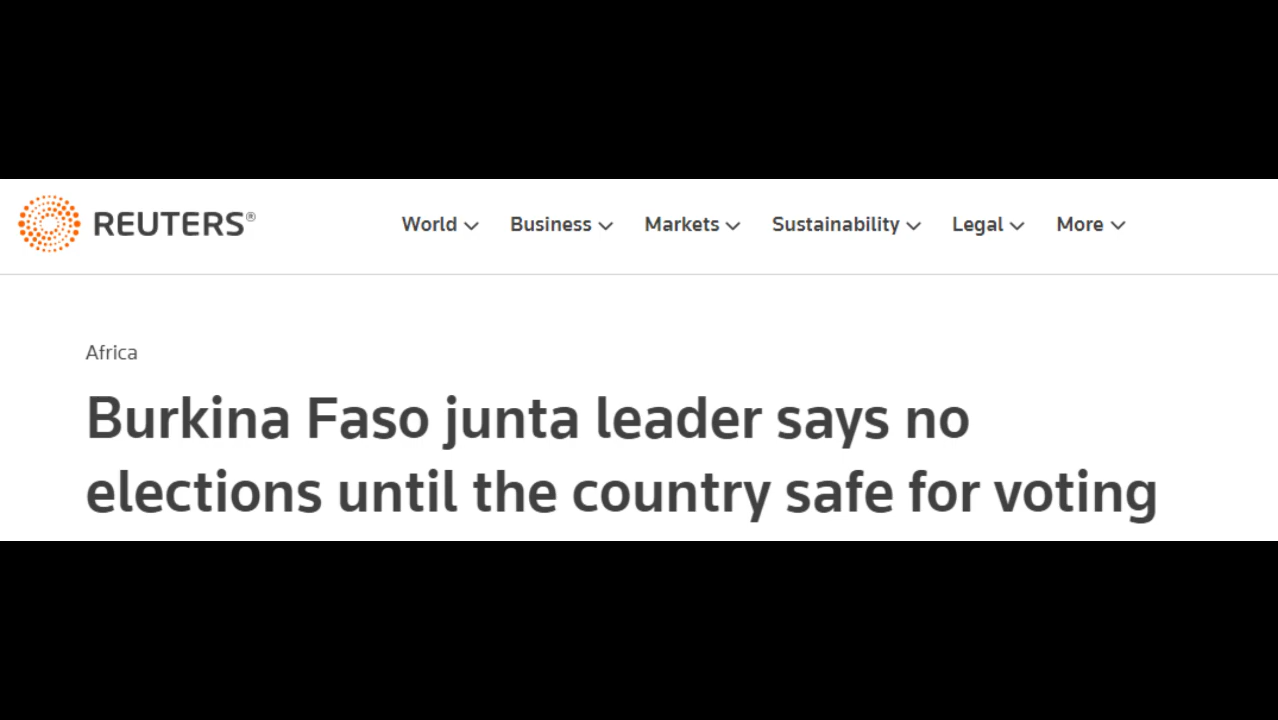 REUTERS®
World Business Markets Sustainability Legal More
Africa
Burkina Faso junta leader says no
elections until the country safe for voting